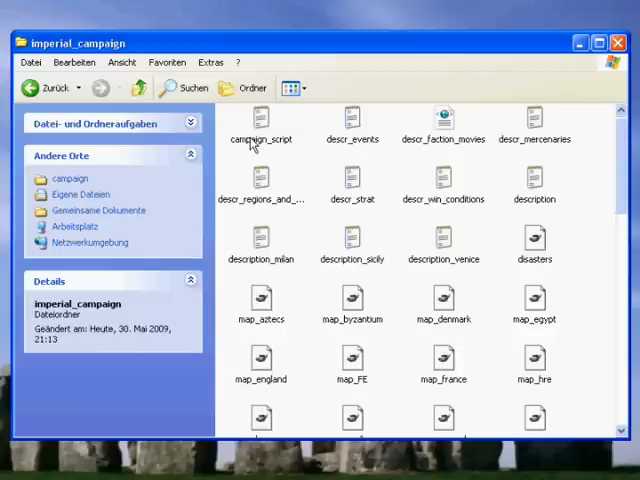 imperial_campaign
Datei Bearbeiten Ansicht Favoriten Extras ?
Zurück Suchen Ordner
Datei- und Ordneraufgaben
Andere Orte
campaign
Eigene Dateien
Gemeinsame Dokumente
Arbeitsplatz
Netzwerkumgebung
Details
imperial_campaign
Dateiordner
Geändert am: Heute, 30. Mai 2009,
21:13
campaign_script descr_events descr_faction_movies descr_mercenaries
descr_regions_and_... descr_strat descr_win_conditions description
description_milan description_sicily description_venice disasters
map_aztecs map_byzantium map_denmark map_egypt
map_england map_FE map_france map_hre